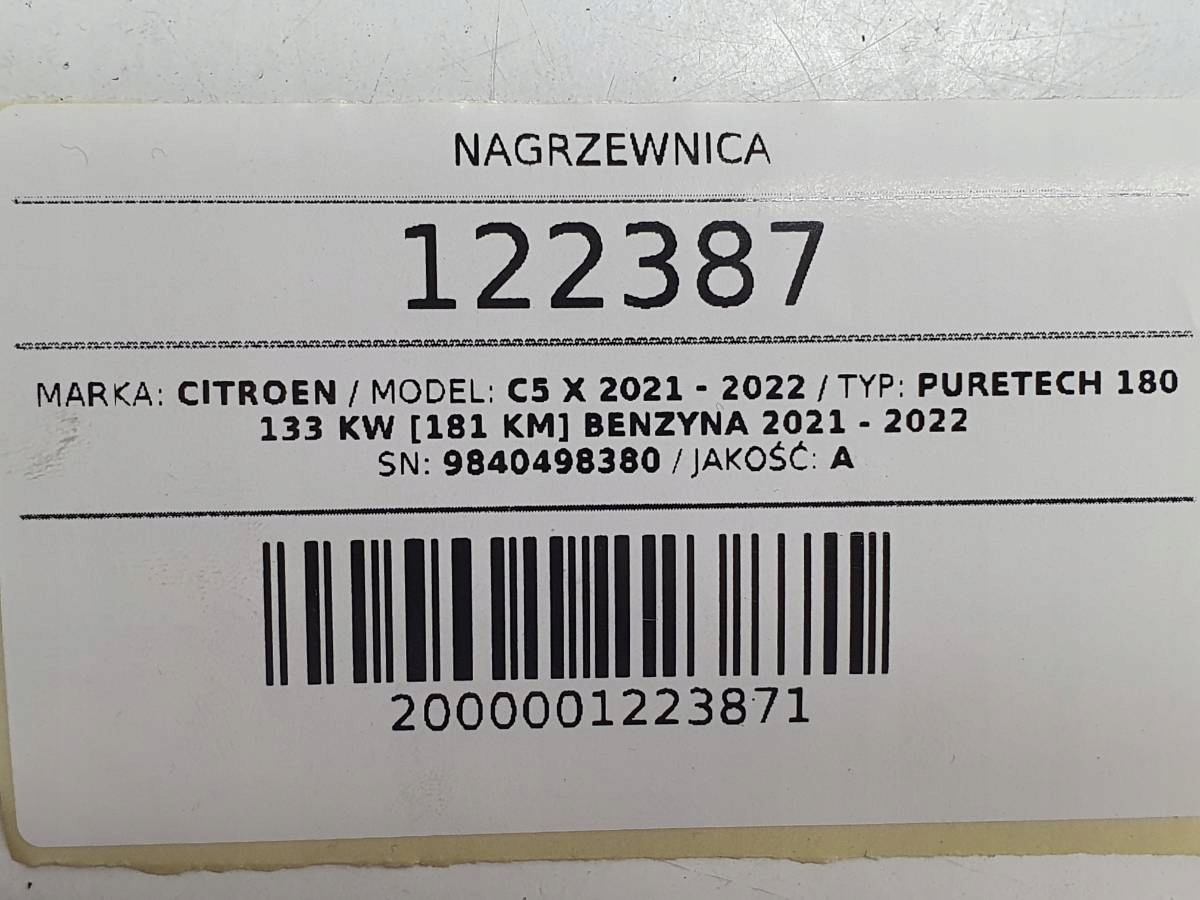 NAGRZEWNICA
122387
MARKA: CITROEN / MODEL: C5 X 2021 - 2022 / TYP: PURETECH 180
133 KW [181 KM] BENZYNA 2021 - 2022
SN: 9840498380 / JAKOŚĆ: A
2000001223871